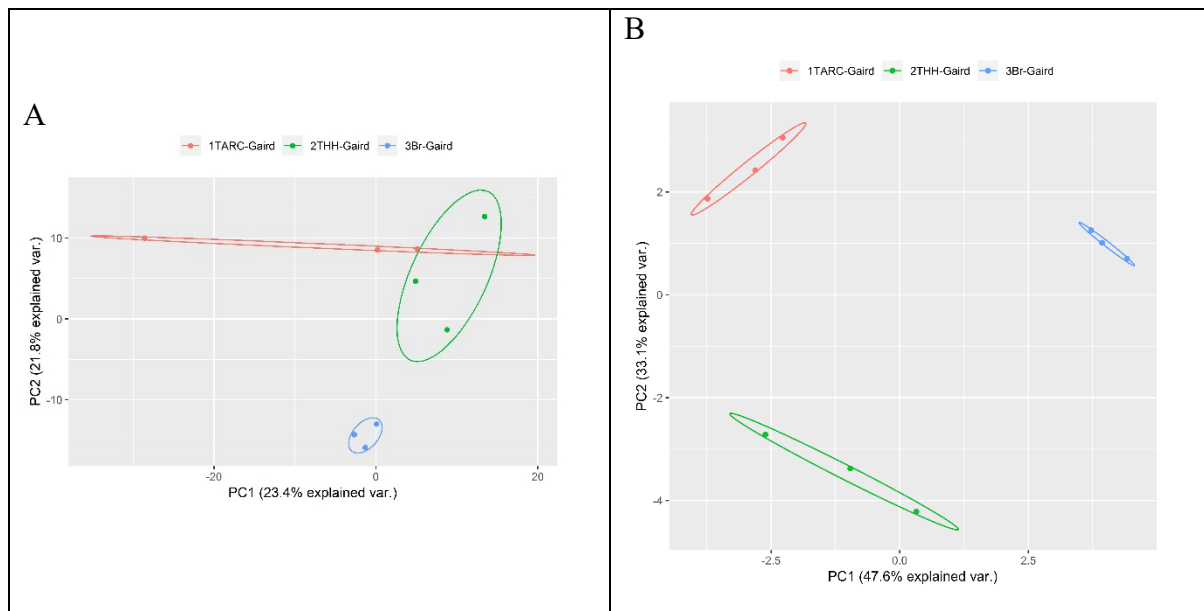 A
1TARC-Gaird 2THH-Gaird 3Br-Gaird
10
0
-10
PC2 (21.8% explained var.)
-20 0 20
PC1 (23.4% explained var.)
B
1TARC-Gaird 2THH-Gaird 3Br-Gaird
2
0
-2
-4
PC2 (33.1% explained var.)
-2.5 0.0 2.5
PC1 (47.6% explained var.)